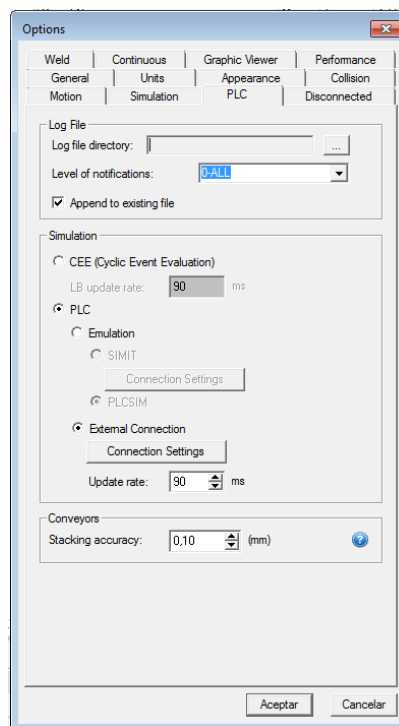 Options
Weld Continuous Graphic Viewer Performance
General Units Appearance Collision
Motion Simulation PLC Disconnected
Log File
Log file directory: ...
Level of notifications: 0-ALL
Append to existing file
Simulation
CEE (Cyclic Event Evaluation)
LB update rate: 90 ms
PLC
Emulation
SIMIT
Connection Settings
PLCSIM
External Connection
Connection Settings
Update rate: 90 ms
Conveyors
Stacking accuracy: 0,10 (mm) ?
Aceptar Cancelar